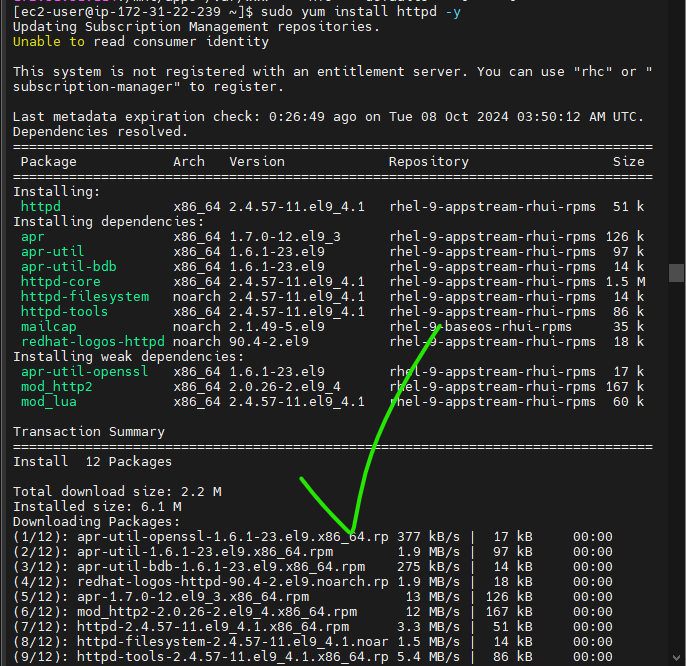 [ec2-user@ip-172-31-22-239 ~]$ sudo yum install httpd -y
Updating Subscription Management repositories.
Unable to read consumer identity
This system is not registered with an entitlement server. You can use "rhc" or "
subscription-manager" to register.
Last metadata expiration check: 0:26:49 ago on Tue 08 Oct 2024 03:50:12 AM UTC.
Dependencies resolved.
================================================================================
Package Arch Version Repository Size
================================================================================
Installing:
httpd x86_64 2.4.57-11.el9_4.1 rhel-9-appstream-rhui-rpms 51 k
Installing dependencies:
apr x86_64 1.7.0-12.el9_3 rhel-9-appstream-rhui-rpms 126 k
apr-util x86_64 1.6.1-23.el9 rhel-9-appstream-rhui-rpms 97 k
apr-util-bdb x86_64 1.6.1-23.el9 rhel-9-appstream-rhui-rpms 14 k
httpd-core x86_64 2.4.57-11.el9_4.1 rhel-9-appstream-rhui-rpms 1.5 M
httpd-filesystem noarch 2.4.57-11.el9_4.1 rhel-9-appstream-rhui-rpms 14 k
httpd-tools x86_64 2.4.57-11.el9_4.1 rhel-9-appstream-rhui-rpms 86 k
mailcap noarch 2.1.49-5.el9 rhel-9-baseos-rhui-rpms 35 k
redhat-logos-httpd noarch 90.4-2.el9 rhel-9-appstream-rhui-rpms 18 k
Installing weak dependencies:
apr-util-openssl x86_64 1.6.1-23.el9 rhel-9-appstream-rhui-rpms 17 k
mod_http2 x86_64 2.0.26-2.el9_4 rhel-9-appstream-rhui-rpms 167 k
mod_lua x86_64 2.4.57-11.el9_4.1 rhel-9-appstream-rhui-rpms 60 k
Transaction Summary
================================================================================
Install 12 Packages
Total download size: 2.2 M
Installed size: 6.1 M
Downloading Packages:
(1/12): apr-util-openssl-1.6.1-23.el9.x86_64.rp 377 kB/s | 17 kB 00:00
(2/12): apr-util-1.6.1-23.el9.x86_64.rpm 1.9 MB/s | 97 kB 00:00
(3/12): apr-util-bdb-1.6.1-23.el9.x86_64.rpm 275 kB/s | 14 kB 00:00
(4/12): redhat-logos-httpd-90.4-2.el9.noarch.rp 1.9 MB/s | 18 kB 00:00
(5/12): apr-1.7.0-12.el9_3.x86_64.rpm 13 MB/s | 126 kB 00:00
(6/12): mod_http2-2.0.26-2.el9_4.x86_64.rpm 12 MB/s | 167 kB 00:00
(7/12): httpd-2.4.57-11.el9_4.1.x86_64.rpm 3.3 MB/s | 51 kB 00:00
(8/12): httpd-filesystem-2.4.57-11.el9_4.1.noar 1.5 MB/s | 14 kB 00:00
(9/12): httpd-tools-2.4.57-11.el9_4.1.x86_64.rp 5.4 MB/s | 86 kB 00:00